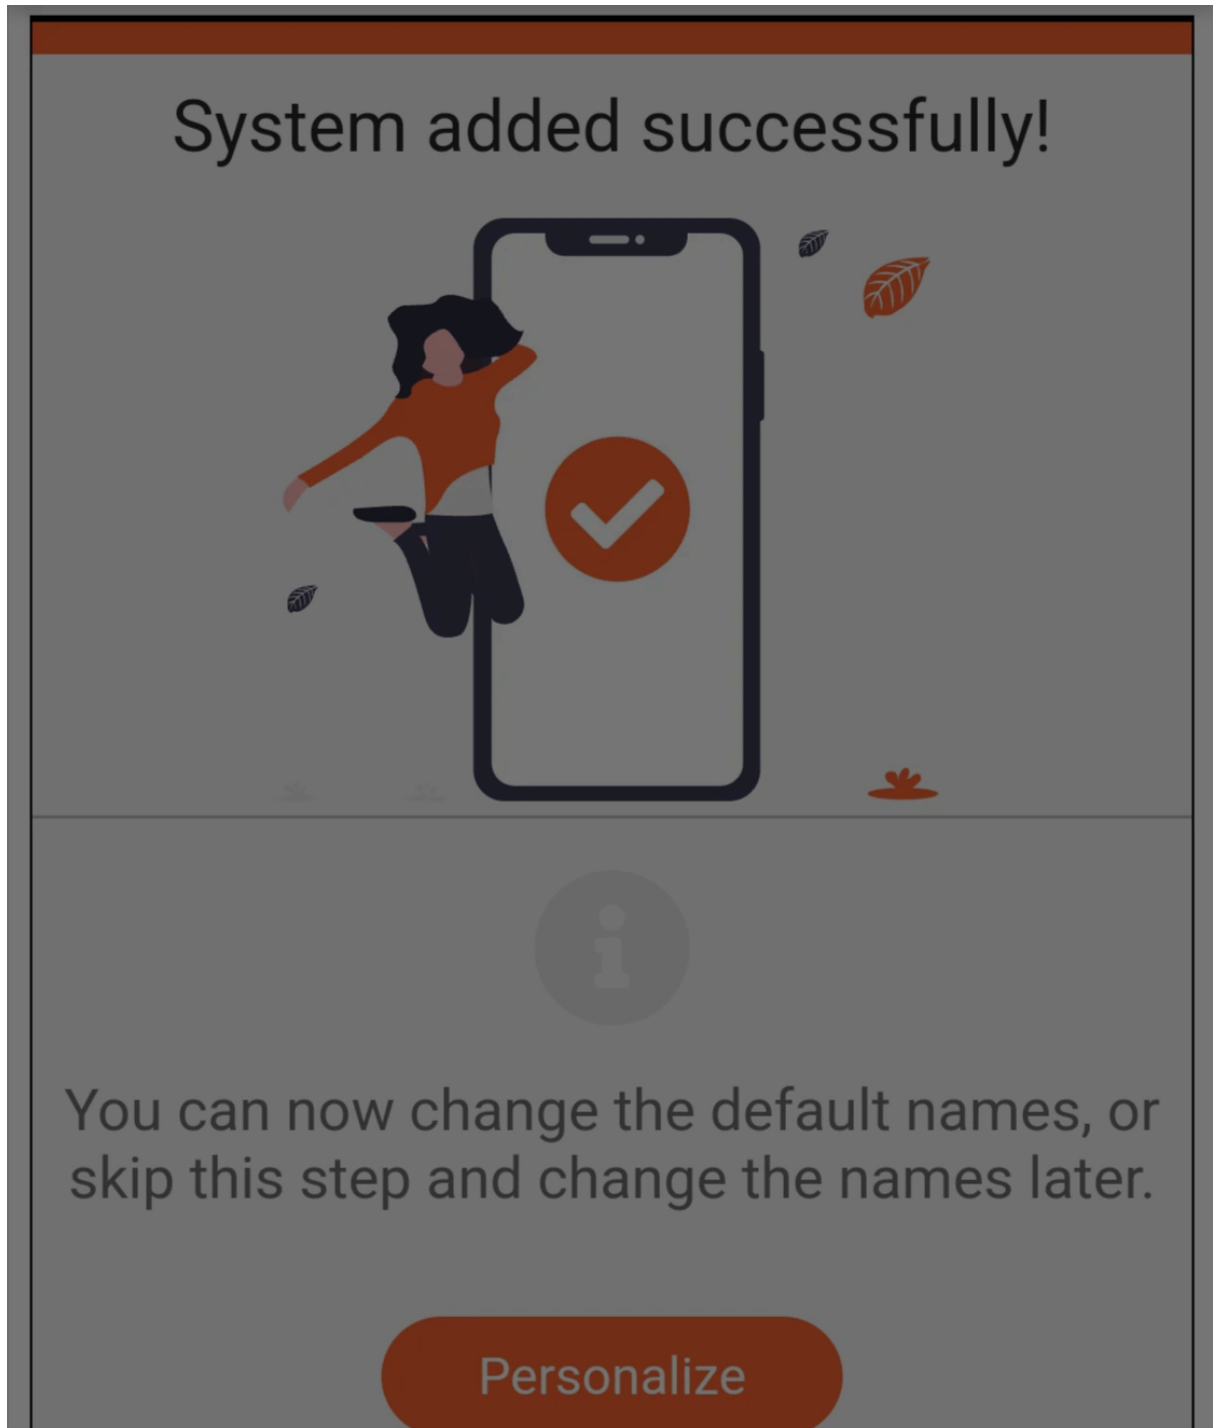 System added successfully!
You can now change the default names, or
skip this step and change the names later.
Personalize